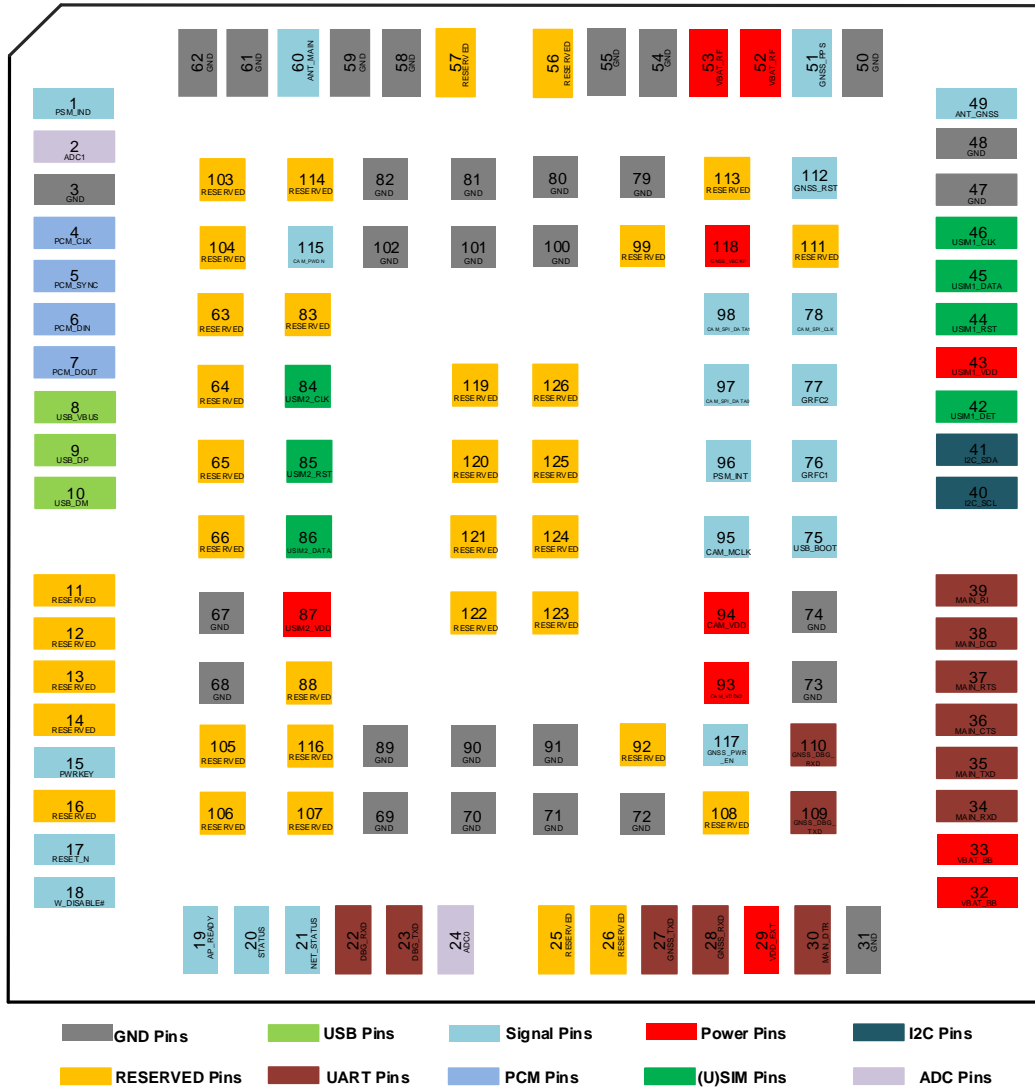 62 GND
61 GND
60 ANT_MAIN
59 GND
58 GND
57 RESERVED
56 RESERVED
55 GND
54 GND
53 VBAT_RF
52 VBAT_RF
51 GNSS_PPS
50 GND
1
PSM_IND
2
ADC1
3
GND
4
PCM_CLK
5
PCM_SYNC
6
PCM_DIN
7
PCM_DOUT
8
USB_VBUS
9
USB_DP
10
USB_DM
11
RESERVED
12
RESERVED
13
RESERVED
14
RESERVED
15
PWRKEY
16
RESERVED
17
RESET_N
18
W_DISABLE#
103
RESERVED
114
RESERVED
82
GND
81
GND
80
GND
79
GND
113
RESERVED
112
GNSS_RST
104
RESERVED
115
CAM_PWDN
102
GND
101
GND
100
GND
99
RESERVED
118
111
RESERVED
63
RESERVED
83
RESERVED
98
CAM_SPI_DATA1
78
CAM_SPI_CLK
64
RESERVED
84
USIM2_CLK
119
RESERVED
126
RESERVED
97
CAM_SPI_DATA0
77
GRFC2
65
RESERVED
85
USIM2_RST
120
RESERVED
125
RESERVED
96
PSM_INT
76
GRFC1
66
RESERVED
86
USIM2_DATA
121
RESERVED
124
RESERVED
95
CAM_MCLK
75
USB_BOOT
67
GND
87
USIM2_VDD
122
RESERVED
123
RESERVED
94
CAM_VDD
74
GND
68
GND
88
RESERVED
93
73
GND
105
RESERVED
116
RESERVED
89
GND
90
GND
91
GND
92
RESERVED
117
GNSS_PWR
_EN
110
GNSS_DBG_
RXD
106
RESERVED
107
RESERVED
69
GND
70
GND
71
GND
72
GND
108
RESERVED
109
GNSS_DBG_
TXD
49
ANT_GNSS
48
GND
47
GND
46
USIM1_CLK
45
USIM1_DATA
44
USIM1_RST
43
USIM1_VDD
42
USIM1_DET
41
I2C_SDA
40
I2C_SCL
39
MAIN_RI
38
MAIN_DCD
37
MAIN_RTS
36
MAIN_CTS
35
MAIN_TXD
34
MAIN_RXD
33
VBAT_BB
32
VBAT_BB
19 AP_READY
20 STATUS
21 NET_STATUS
22 DBG_RXD
23 DBG_TXD
24 ADC0
25 RESERVED
26 RESERVED
27 GNSS_TXD
28 GNSS_RXD
29 VDD_EXT
30 MAIN_DTR
31 GND
GND Pins
USB Pins
Signal Pins
Power Pins
I2C Pins
RESERVED Pins
UART Pins
PCM Pins
(U)SIM Pins
ADC Pins